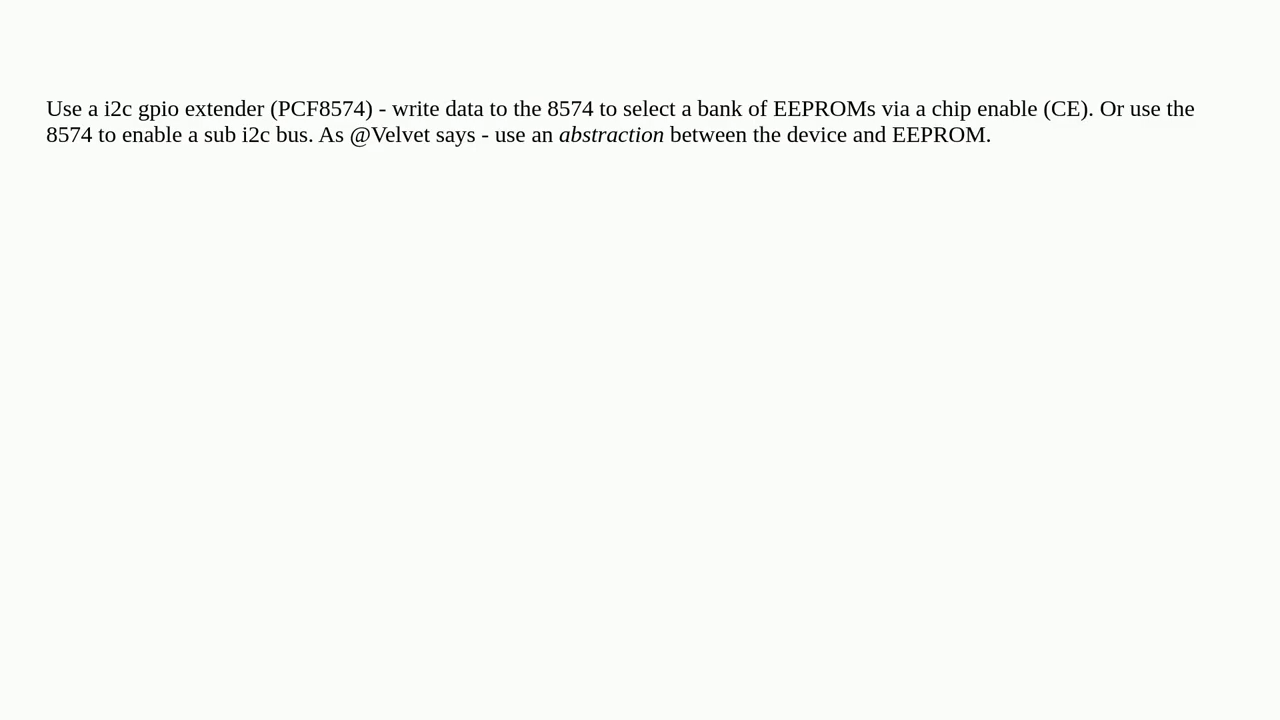 Use a i2c gpio extender (PCF8574) - write data to the 8574 to select a bank of EEPROMs via a chip enable (CE). Or use the
8574 to enable a sub i2c bus. As @Velvet says - use an abstraction between the device and EEPROM.